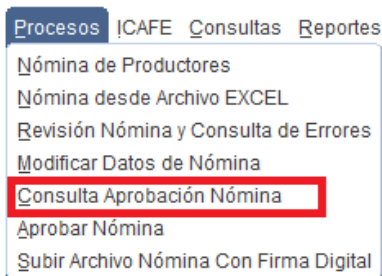 Procesos ICAFE Consultas Reportes
Nómina de Productores
Nómina desde Archivo EXCEL
Revisión Nómina y Consulta de Errores
Modificar Datos de Nómina
Consulta Aprobación Nómina
Aprobar Nómina
Subir Archivo Nómina Con Firma Digital